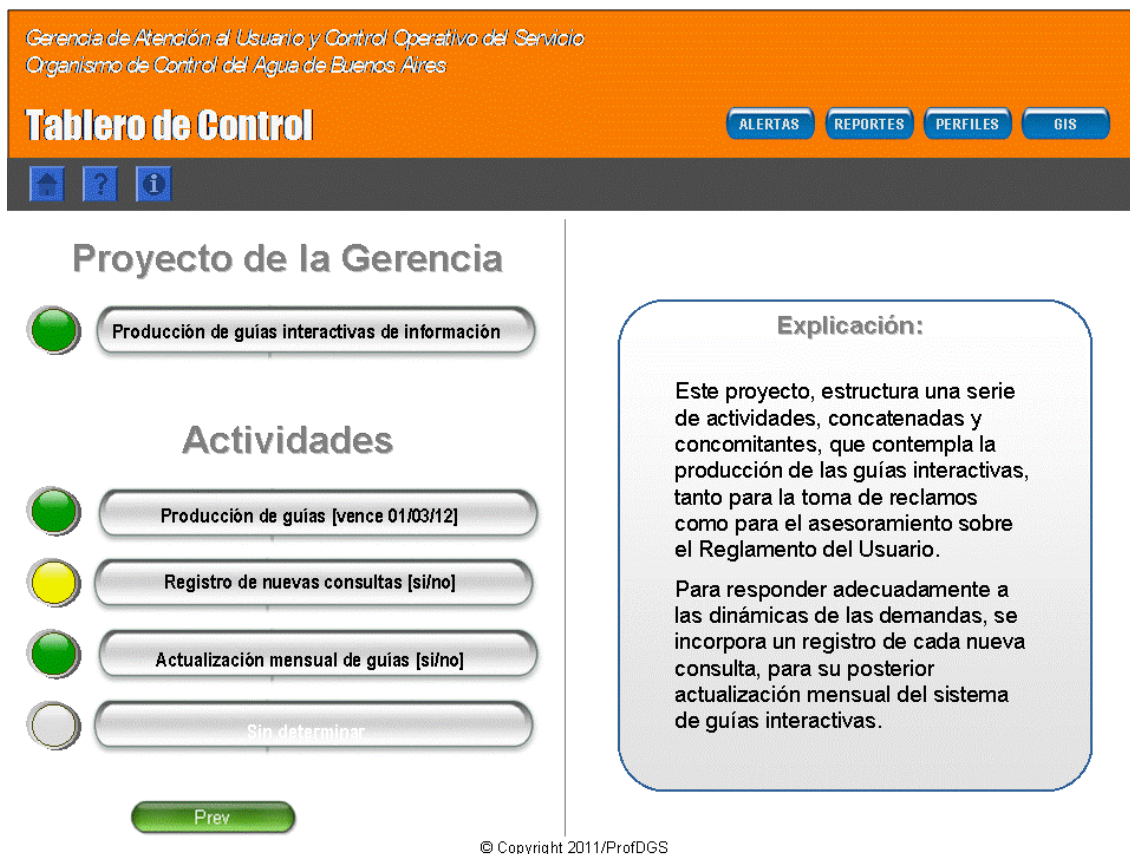 Gerencia de Atención al Usuario y Control Operativo del Servicio
Organismo de Control del Agua de Buenos Aires
Tablero de Control
ALERTAS
REPORTES
PERFILES
GIS
?
i
Proyecto de la Gerencia
Producción de guías interactivas de información
Actividades
Producción de guías [vence 01/03/12]
Registro de nuevas consultas [si/no]
Actualización mensual de guías [si/no]
Sin determinar
Prev
Explicación:
Este proyecto, estructura una serie
de actividades, concatenadas y
concomitantes, que contempla la
producción de las guías interactivas,
tanto para la toma de reclamos
como para el asesoramiento sobre
el Reglamento del Usuario.
Para responder adecuadamente a
las dinámicas de las demandas, se
incorpora un registro de cada nueva
consulta, para su posterior
actualización mensual del sistema
de guías interactivas.
© Copyright 2011/ProfDGS